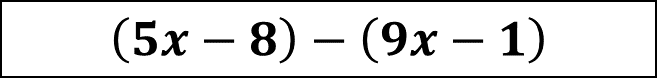 (5x − 8) − (9x − 1)